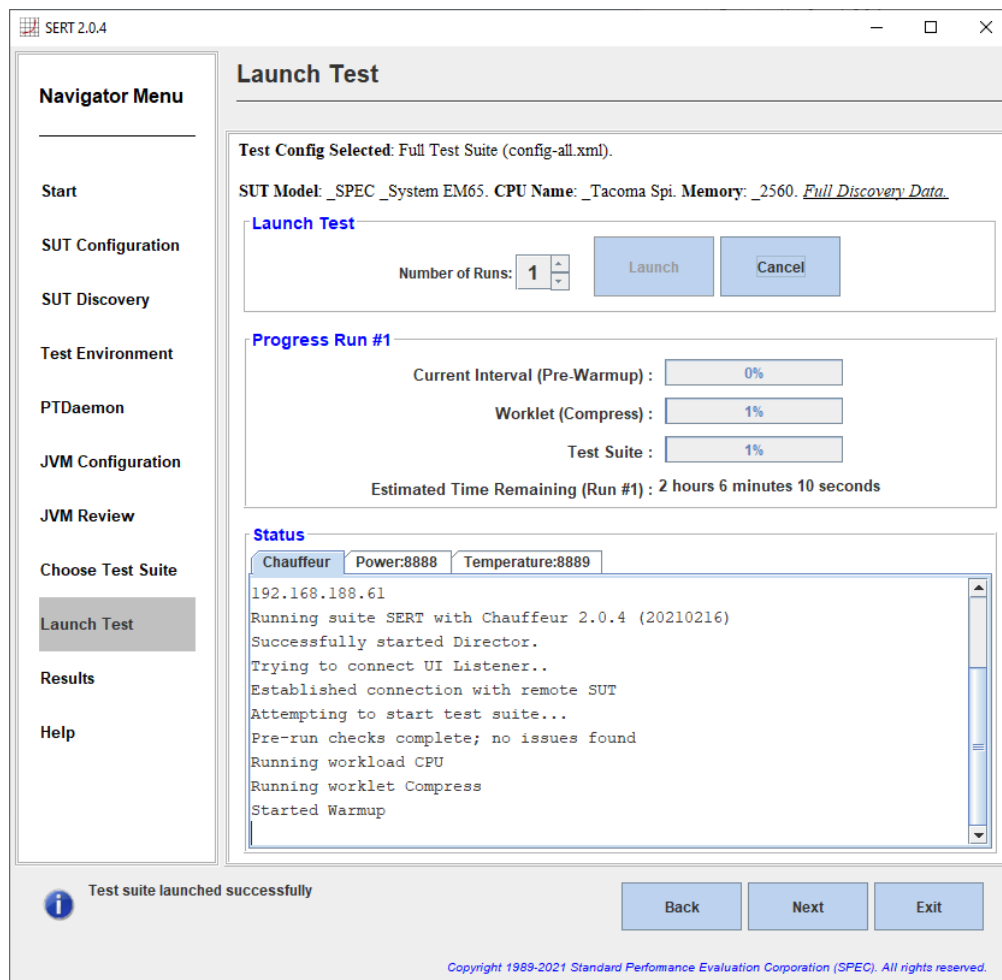 SERT 2.0.4
Navigator Menu
Start
SUT Configuration
SUT Discovery
Test Environment
PTDaemon
JVM Configuration
JVM Review
Choose Test Suite
Launch Test
Results
Help
Launch Test
Test Config Selected: Full Test Suite (config-all.xml).
SUT Model: _SPEC _System EM65. CPU Name: _Tacoma Spi. Memory: _2560. Full Discovery Data.
Launch Test
Number of Runs: 1 Launch Cancel
Progress Run #1
Current Interval (Pre-Warmup) : 0%
Worklet (Compress) : 1%
Test Suite : 1%
Estimated Time Remaining (Run #1) : 2 hours 6 minutes 10 seconds
Status
Chauffeur Power:8888 Temperature:8889
192.168.188.61
Running suite SERT with Chauffeur 2.0.4 (20210216)
Successfully started Director.
Trying to connect UI Listener..
Established connection with remote SUT
Attempting to start test suite...
Pre-run checks complete; no issues found
Running workload CPU
Running worklet Compress
Started Warmup
Test suite launched successfully
Back Next Exit
Copyright 1989-2021 Standard Performance Evaluation Corporation (SPEC). All rights reserved.